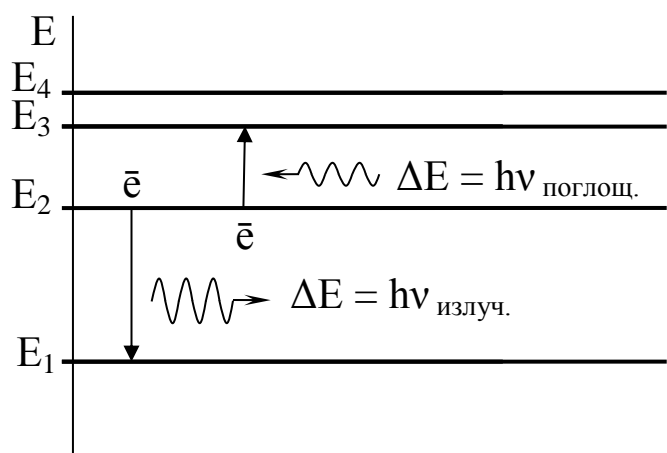 E
E₄
E₃
ΔE = hν поглощ.
ē
E₂
ē
ΔE = hν излуч.
E₁